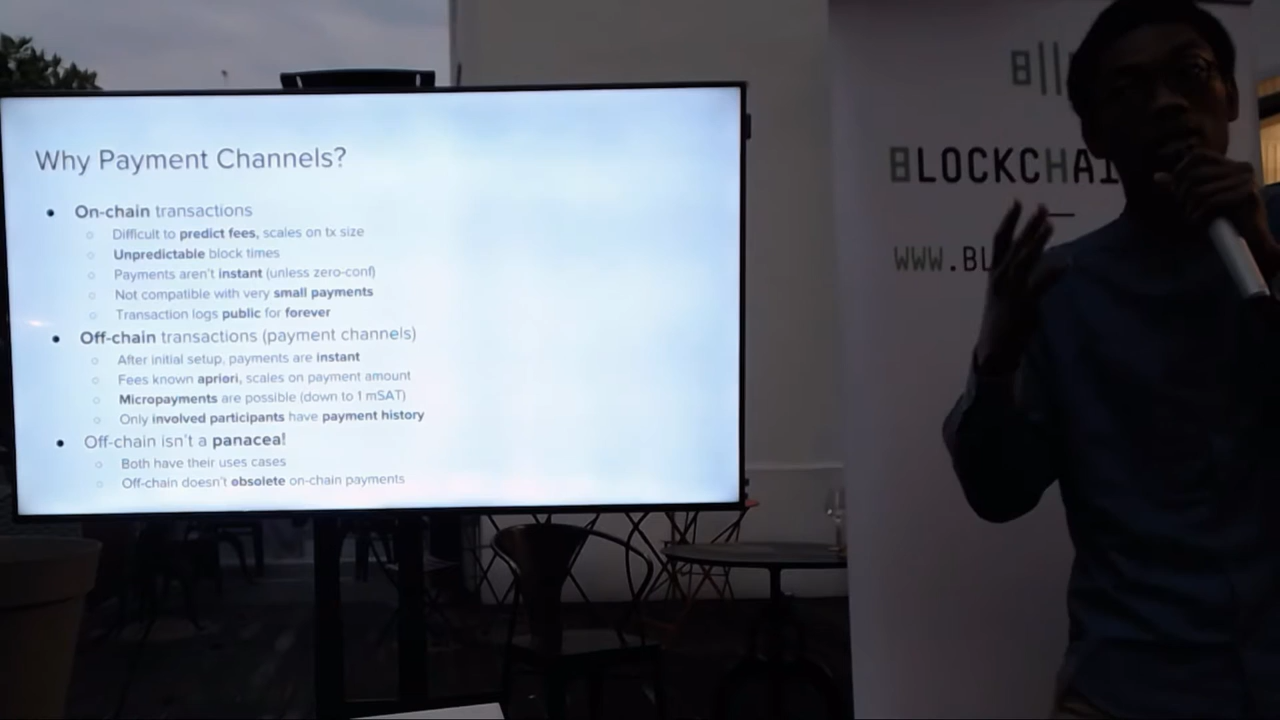 Why Payment Channels?
On-chain transactions
Difficult to predict fees, scales on tx size
Unpredictable block times
Payments aren't instant (unless zero-conf)
Not compatible with very small payments
Transaction logs public for forever
Off-chain transactions (payment channels)
After initial setup, payments are instant
Fees known apriori, scales on payment amount
Micropayments are possible (down to 1 mSAT)
Only involved participants have payment history
Off-chain isn't a panacea!
Both have their uses cases
Off-chain doesn't obsolete on-chain payments
BLOCKCHAI
WWW.BL